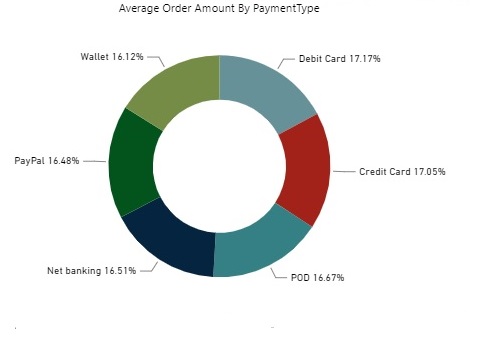 Average Order Amount By PaymentType
Wallet 16.12%
Debit Card 17.17%
PayPal 16.48%
Credit Card 17.05%
Net banking 16.51%
POD 16.67%